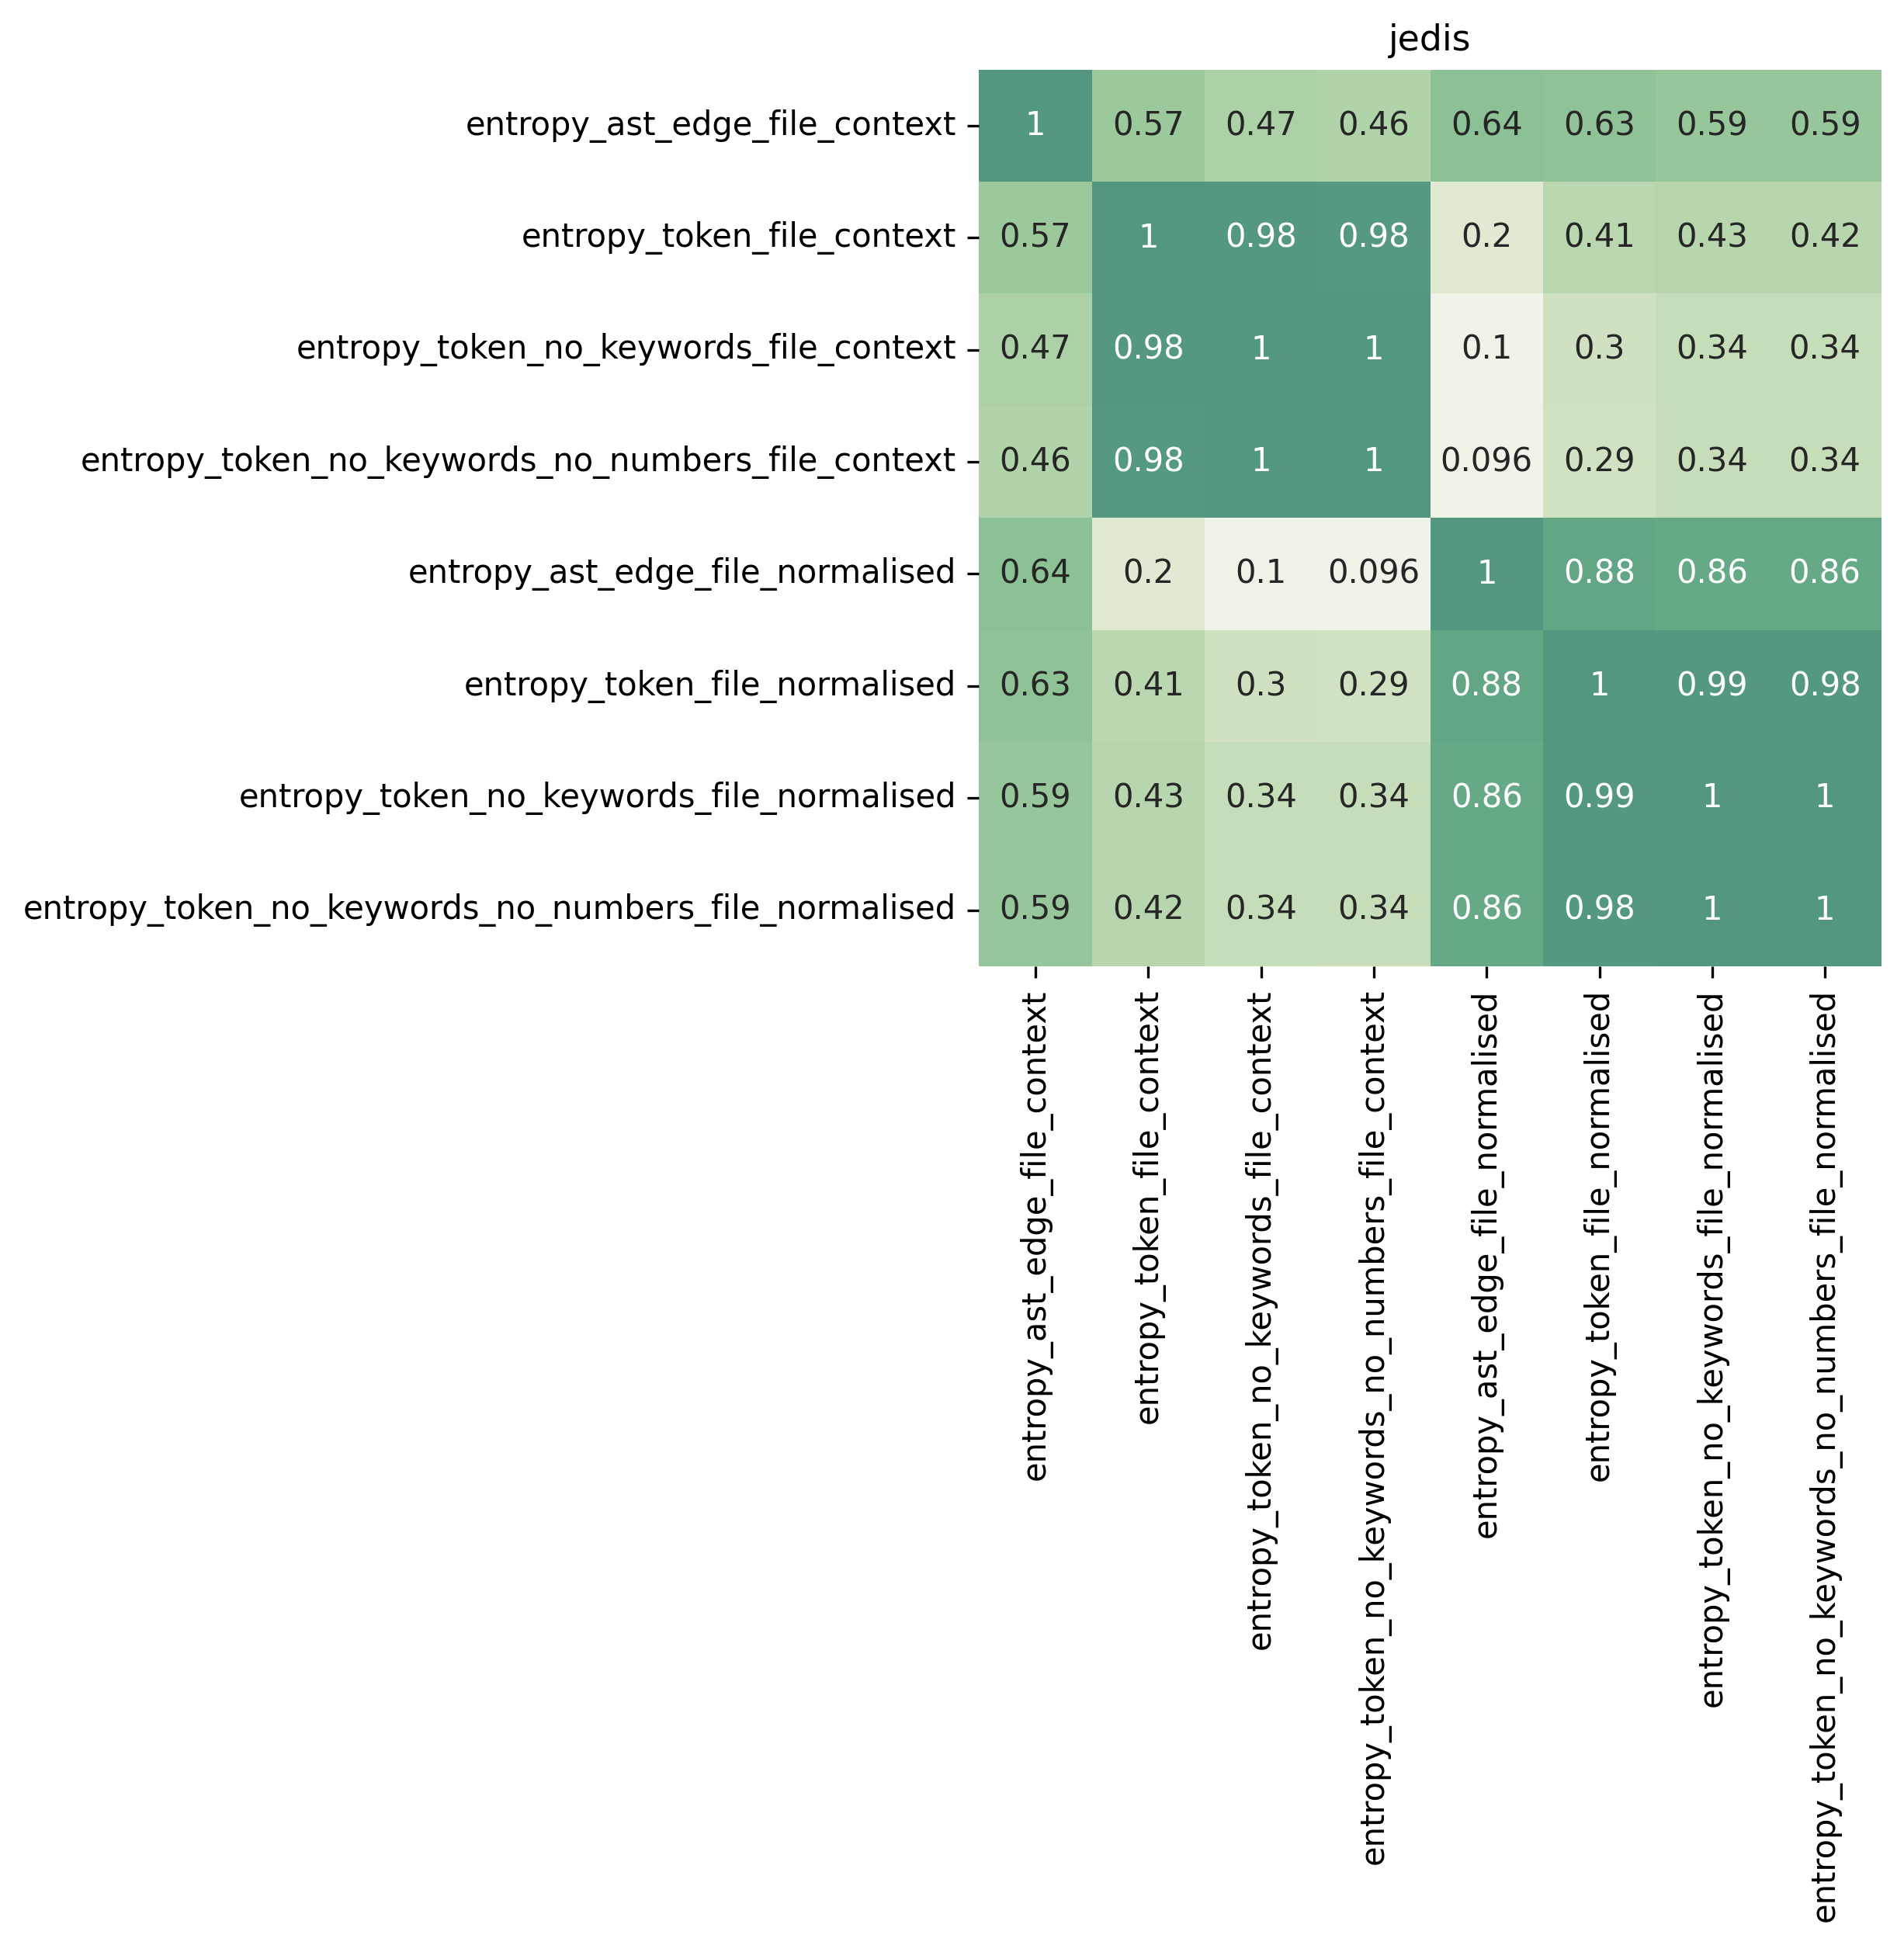 jedis
entropy_ast_edge_file_context 1 0.57 0.47 0.46 0.64 0.63 0.59 0.59
entropy_token_file_context 0.57 1 0.98 0.98 0.2 0.41 0.43 0.42
entropy_token_no_keywords_file_context 0.47 0.98 1 1 0.1 0.3 0.34 0.34
entropy_token_no_keywords_no_numbers_file_context 0.46 0.98 1 1 0.096 0.29 0.34 0.34
entropy_ast_edge_file_normalised 0.64 0.2 0.1 0.096 1 0.88 0.86 0.86
entropy_token_file_normalised 0.63 0.41 0.3 0.29 0.88 1 0.99 0.98
entropy_token_no_keywords_file_normalised 0.59 0.43 0.34 0.34 0.86 0.99 1 1
entropy_token_no_keywords_no_numbers_file_normalised 0.59 0.42 0.34 0.34 0.86 0.98 1 1
entropy_ast_edge_file_context
entropy_token_file_context
entropy_token_no_keywords_file_context
entropy_token_no_keywords_no_numbers_file_context
entropy_ast_edge_file_normalised
entropy_token_file_normalised
entropy_token_no_keywords_file_normalised
entropy_token_no_keywords_no_numbers_file_normalised